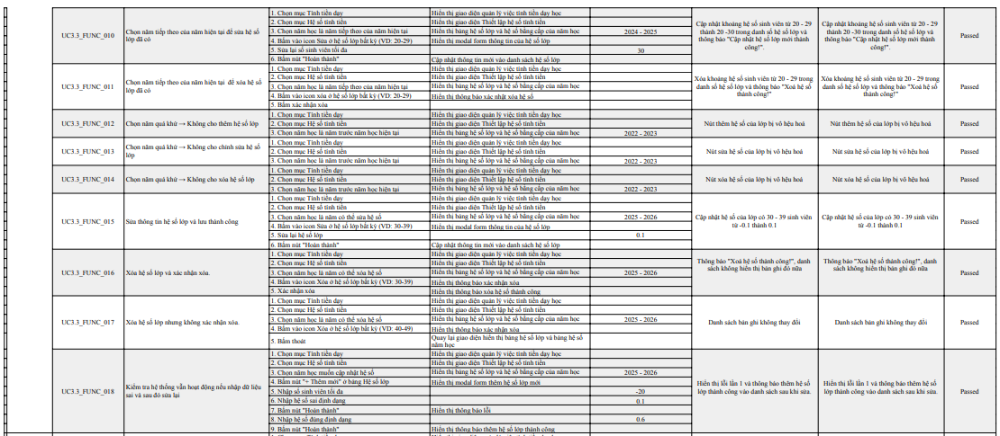 UC3.3_FUNC_010
Chọn năm tiếp theo của năm hiện tại để sửa hệ số
lớp đã có
1. Chọn mục Tính tiền dạy
Hiển thị giao diện quản lý việc tính tiền dạy học
2. Chọn mục Hệ số tính tiền
Hiển thị giao diện Thiết lập hệ số tính tiền
3. Chọn năm học là năm tiếp theo của năm hiện tại
Hiển thị bảng hệ số lớp và hệ số bằng cấp của năm học
2024 - 2025
4. Bấm vào icon Sửa ở hệ số lớp bất kỳ (VD: 20-29)
Hiển thị modal form thông tin của hệ số lớp
5. Sửa lại số sinh viên tối đa
30
6. Bấm nút "Hoàn thành"
Cập nhật thông tin mới vào danh sách hệ số lớp
Cập nhật khoảng hệ số sinh viên từ 20 - 29
thành 20 -30 trong danh số hệ số lớp và
thông báo "Cập nhật hệ số lớp mới
thành công!".
Cập nhật khoảng hệ số sinh viên từ 20 - 29
thành 20 -30 trong danh số hệ số lớp và
thông báo "Cập nhật hệ số lớp mới
thành công!".
Passed
UC3.3_FUNC_011
Chọn năm tiếp theo của năm hiện tại để xóa hệ số
lớp đã có
1. Chọn mục Tính tiền dạy
Hiển thị giao diện quản lý việc tính tiền dạy học
2. Chọn mục Hệ số tính tiền
Hiển thị giao diện Thiết lập hệ số tính tiền
3. Chọn năm học là năm tiếp theo của năm hiện tại
Hiển thị bảng hệ số lớp và hệ số bằng cấp của năm học
4. Bấm vào icon xóa ở hệ số lớp bất kỳ (VD: 20-29)
Hiển thị thông báo xác nhật xóa hệ số
5. Bấm xác nhận xóa
Xóa khoảng hệ số sinh viên từ 20 - 29 trong
danh số hệ số lớp và thông báo "Xoá hệ số
thành công!"
Xóa khoảng hệ số sinh viên từ 20 - 29 trong
danh số hệ số lớp và thông báo "Xoá hệ số
thành công!"
Passed
UC3.3_FUNC_012
Chọn năm quá khứ → Không cho thêm hệ số lớp
1. Chọn mục Tính tiền dạy
Hiển thị giao diện quản lý việc tính tiền dạy học
2. Chọn mục Hệ số tính tiền
Hiển thị giao diện Thiết lập hệ số tính tiền
3. Chọn năm học là năm trước năm học hiện tại
Hiển thị bảng hệ số lớp và hệ số bằng cấp của năm học
2022 - 2023
Nút thêm hệ số của lớp bị vô hệu hoá
Nút thêm hệ số của lớp bị vô hệu hoá
Passed
UC3.3_FUNC_013
Chọn năm quá khứ → Không cho chỉnh sửa hệ số
lớp
1. Chọn mục Tính tiền dạy
Hiển thị giao diện quản lý việc tính tiền dạy học
2. Chọn mục Hệ số tính tiền
Hiển thị giao diện Thiết lập hệ số tính tiền
3. Chọn năm học là năm trước năm học hiện tại
Hiển thị bảng hệ số lớp và hệ số bằng cấp của năm học
2022 - 2023
Nút sửa hệ số của lớp bị vô hệu hoá
Nút sửa hệ số của lớp bị vô hệu hoá
Passed
UC3.3_FUNC_014
Chọn năm quá khứ → Không cho xóa hệ số lớp
1. Chọn mục Tính tiền dạy
Hiển thị giao diện quản lý việc tính tiền dạy học
2. Chọn mục Hệ số tính tiền
Hiển thị giao diện Thiết lập hệ số tính tiền
3. Chọn năm học là năm trước năm học hiện tại
Hiển thị bảng hệ số lớp và hệ số bằng cấp của năm học
2022 - 2023
Nút xóa hệ số của lớp bị vô hệu hoá
Nút xóa hệ số của lớp bị vô hệu hoá
Passed
UC3.3_FUNC_015
Sửa thông tin hệ số lớp và lưu thành công
1. Chọn mục Tính tiền dạy
Hiển thị giao diện quản lý việc tính tiền dạy học
2. Chọn mục Hệ số tính tiền
Hiển thị giao diện Thiết lập hệ số tính tiền
3. Chọn năm học là năm có thể sửa hệ số
Hiển thị bảng hệ số lớp và hệ số bằng cấp của năm học
2025 - 2026
4. Bấm vào icon Sửa ở hệ số lớp bất kỳ (VD: 30-39)
Hiển thị modal form thông tin của hệ số lớp
5. Sửa lại hệ số lớp
0.1
6. Bấm nút "Hoàn thành"
Cập nhật thông tin mới vào danh sách hệ số lớp
Cập nhật hệ số của lớp có 30 - 39 sinh viên
từ -0.1 thành 0.1
Cập nhật hệ số của lớp có 30 - 39 sinh viên
từ -0.1 thành 0.1
Passed
UC3.3_FUNC_016
Xóa hệ số lớp và xác nhận xóa.
1. Chọn mục Tính tiền dạy
Hiển thị giao diện quản lý việc tính tiền dạy học
2. Chọn mục Hệ số tính tiền
Hiển thị giao diện Thiết lập hệ số tính tiền
3. Chọn năm học là năm có thể xóa hệ số
Hiển thị bảng hệ số lớp và hệ số bằng cấp của năm học
2025 - 2026
4. Bấm vào icon Xóa ở hệ số lớp bất kỳ (VD: 30-39)
Hiển thị thông báo xác nhận xóa
5. Xác nhận xóa
Hiển thị thông báo xóa hệ số thành công
Thông báo "Xoá hệ số thành công!", danh
sách không hiển thị bản ghi đó nữa
Thông báo "Xoá hệ số thành công!", danh
sách không hiển thị bản ghi đó nữa
Passed
UC3.3_FUNC_017
Xóa hệ số lớp nhưng không xác nhận xóa.
1. Chọn mục Tính tiền dạy
Hiển thị giao diện quản lý việc tính tiền dạy học
2. Chọn mục Hệ số tính tiền
Hiển thị giao diện Thiết lập hệ số tính tiền
3. Chọn năm học là năm có thể xóa hệ số
Hiển thị bảng hệ số lớp và hệ số bằng cấp của năm học
2025 - 2026
4. Bấm vào icon Xóa ở hệ số lớp bất kỳ (VD: 40-49)
Hiển thị thông báo xác nhận xóa
5. Bấm thoát
Quay lại giao diện hiển thị bảng hệ số lớp và bảng hệ số
năm học
Danh sách bản ghi không thay đổi
Danh sách bản ghi không thay đổi
Passed
UC3.3_FUNC_018
Kiểm tra hệ thống vẫn hoạt động nếu nhập dữ liệu
sai và sau đó sửa lại
1. Chọn mục Tính tiền dạy
Hiển thị giao diện quản lý việc tính tiền dạy học
2. Chọn mục Hệ số tính tiền
Hiển thị giao diện Thiết lập hệ số tính tiền
3. Chọn năm học muốn cập nhật hệ số
Hiển thị bảng hệ số lớp và hệ số bằng cấp của năm học
2025 - 2026
4. Bấm nút "+ Thêm mới" ở bảng Hệ số lớp
Hiển thị modal form thêm hệ số lớp mới
5. Nhập số sinh viên tối đa
-20
6. Nhập hệ số sai định dạng
0.1
7. Bấm nút "Hoàn thành"
Hiển thị thông báo lỗi
8. Nhập hệ số đúng định dạng
0.6
9. Bấm nút "Hoàn thành"
Hiển thị thông báo thêm hệ số lớp thành công
Hiển thị lỗi lần 1 và thông báo thêm hệ số
lớp thành công vào danh sách sau khi sửa.
Hiển thị lỗi lần 1 và thông báo thêm hệ số
lớp thành công vào danh sách sau khi sửa.
Passed